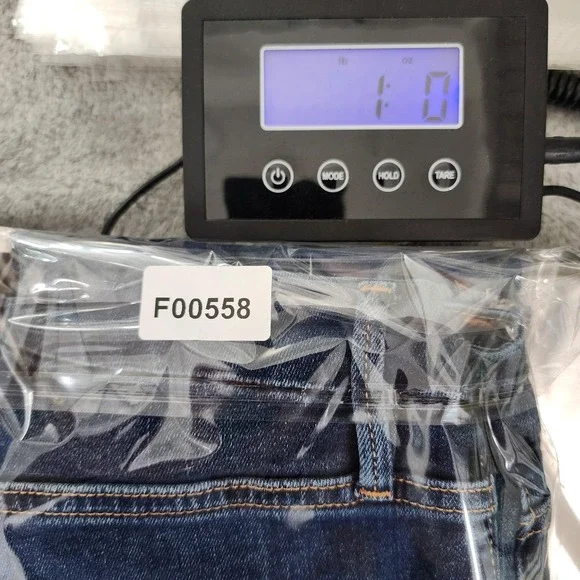 lb oz
1: 0
MODE HOLD TARE
F00558